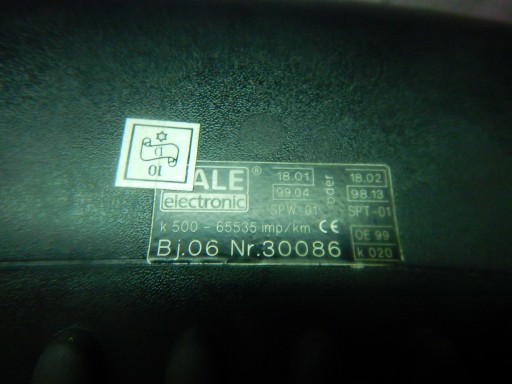 D
10
ALE®
electronic
18.01
99.04
SPW-01
oder
18.02
98.13
SPT-01
k 500 - 65535 imp/km CE
OE 99
k 020
Bj.06 Nr.30086